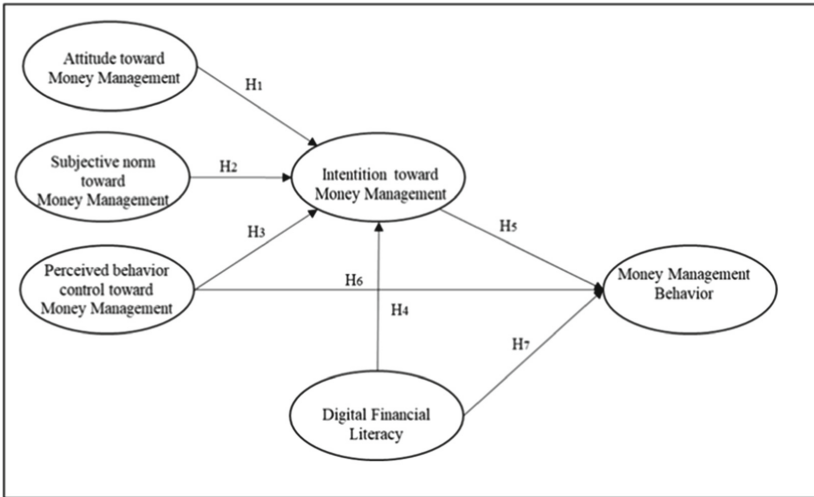 Attitude toward
Money Management
H1
Subjective norm
toward
Money Management
H2
Intentition toward
Money Management
H3
Perceived behavior
control toward
Money Management
H5
H6
H4
Money Management
Behavior
H7
Digital Financial
Literacy